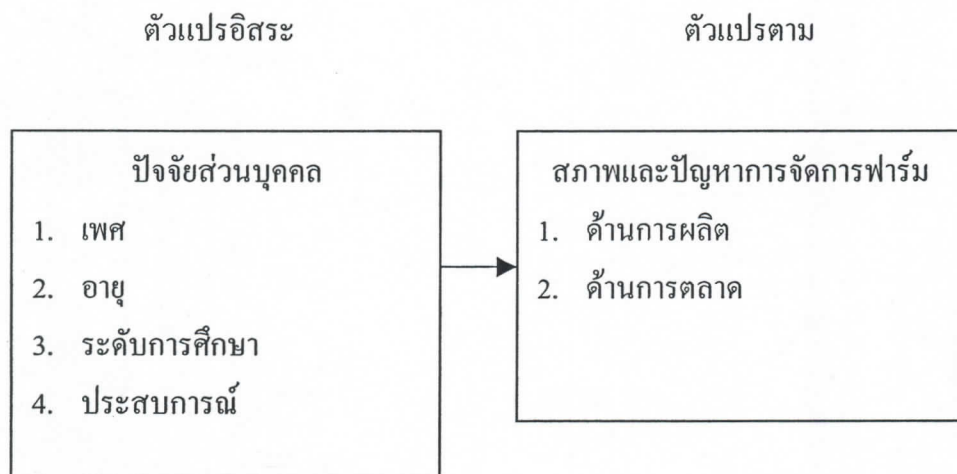 ตัวแปรอิสระ
ตัวแปรตาม
ปัจจัยส่วนบุคคล
1. เพศ
2. อายุ
3. ระดับการศึกษา
4. ประสบการณ์
สภาพและปัญหาการจัดการฟาร์ม
1. ด้านการผลิต
2. ด้านการตลาด